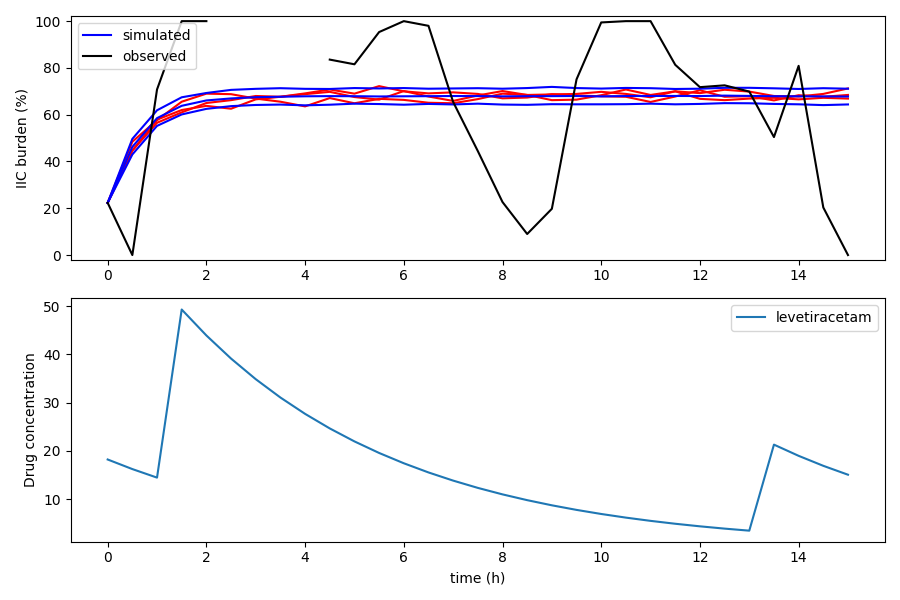 100
80
60
40
20
0
IIC burden (%)
simulated
observed
0 2 4 6 8 10 12 14
50
40
30
20
10
Drug concentration
levetiracetam
0 2 4 6 8 10 12 14
time (h)